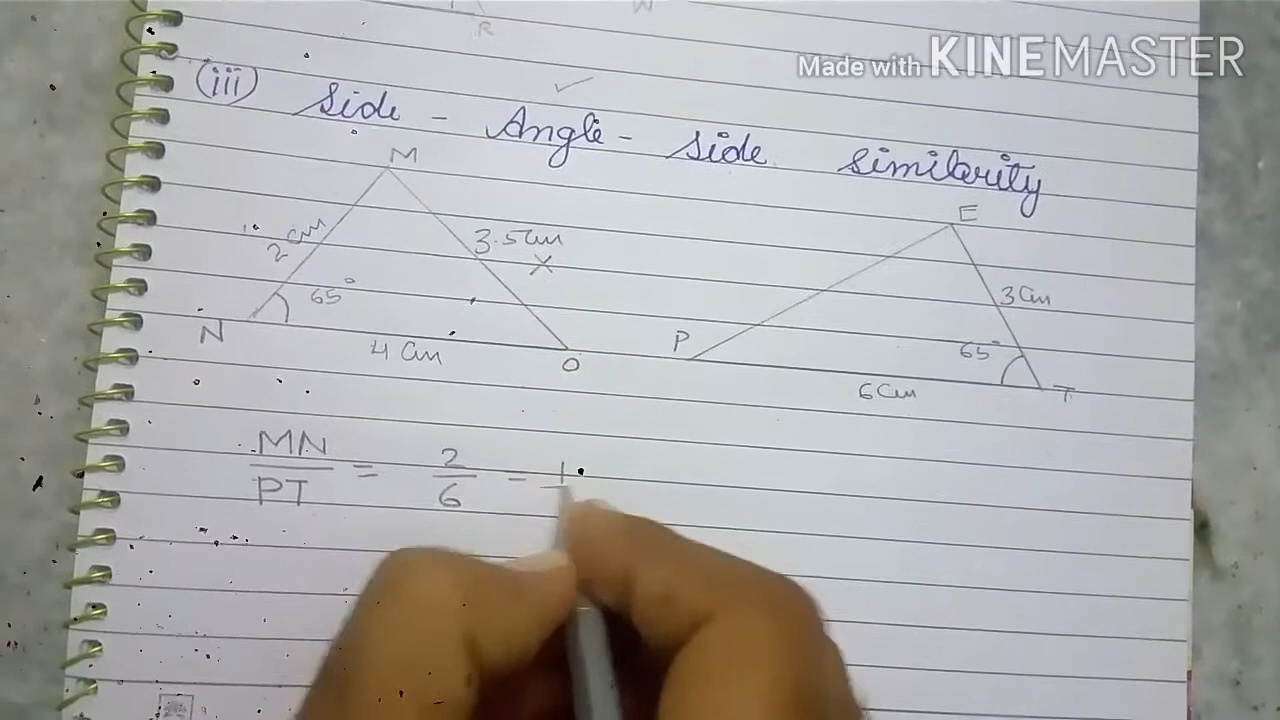 R
Made with KINEMASTER
(iii) Side - Angle - Side Similarity
M
E
2 cm
3.5 cm
×
3 cm
65°
65°
N
4 cm
O
P
6 cm
T
MN/PT = 2/6 = 1